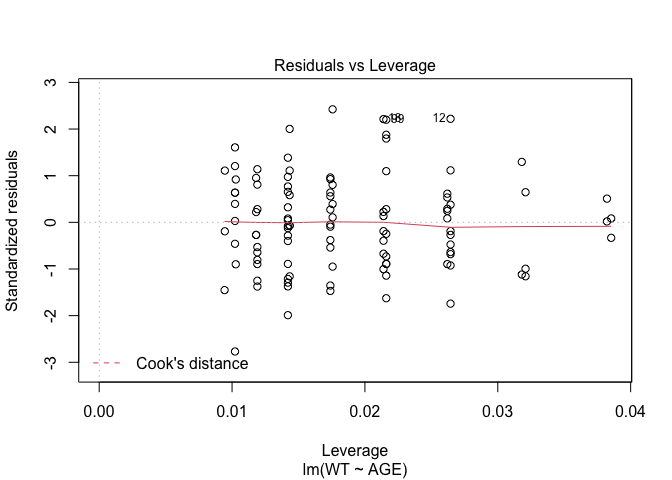 Residuals vs Leverage
Standardized residuals
3
2
1
0
-1
-2
-3
12
Cook's distance
0.00 0.01 0.02 0.03 0.04
Leverage
lm(WT ~ AGE)